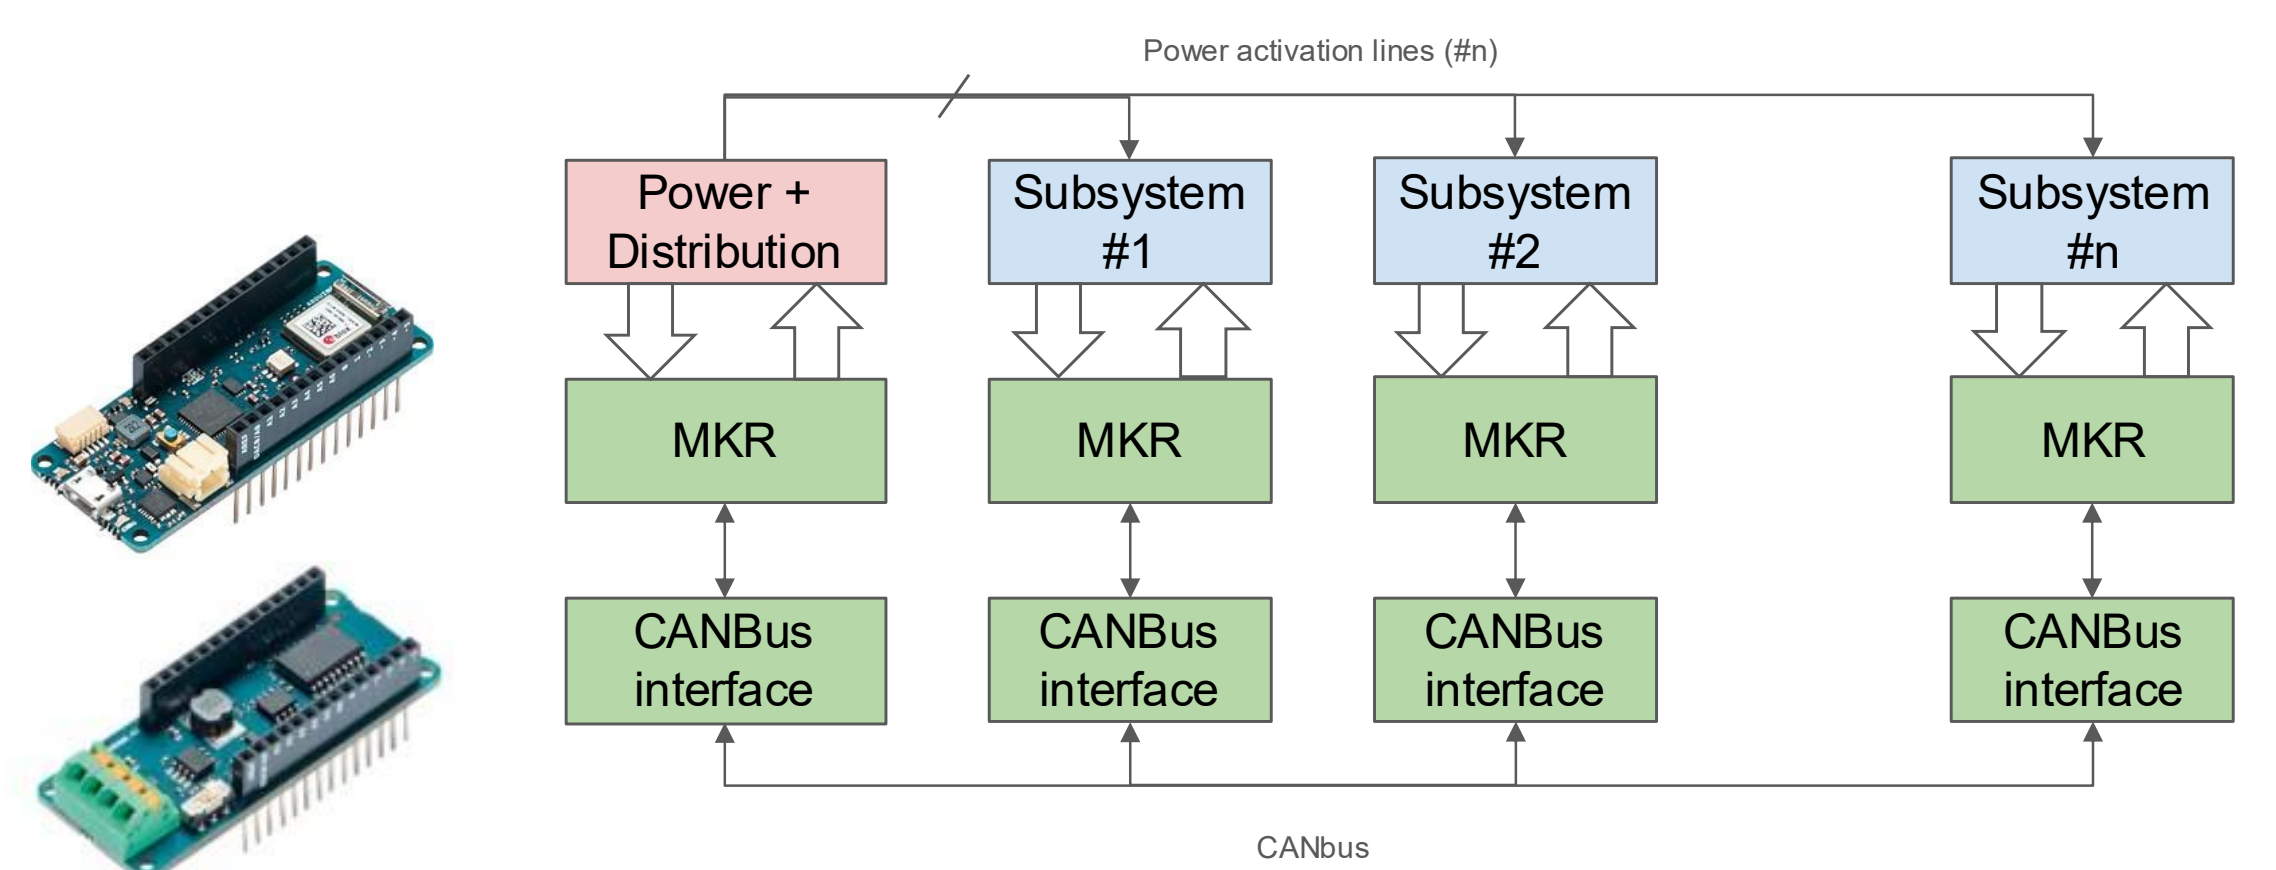 Power activation lines (#n)
Power +
Distribution
Subsystem
#1
Subsystem
#2
Subsystem
#n
MKR
MKR
MKR
MKR
CANBus
interface
CANBus
interface
CANBus
interface
CANBus
interface
CANbus